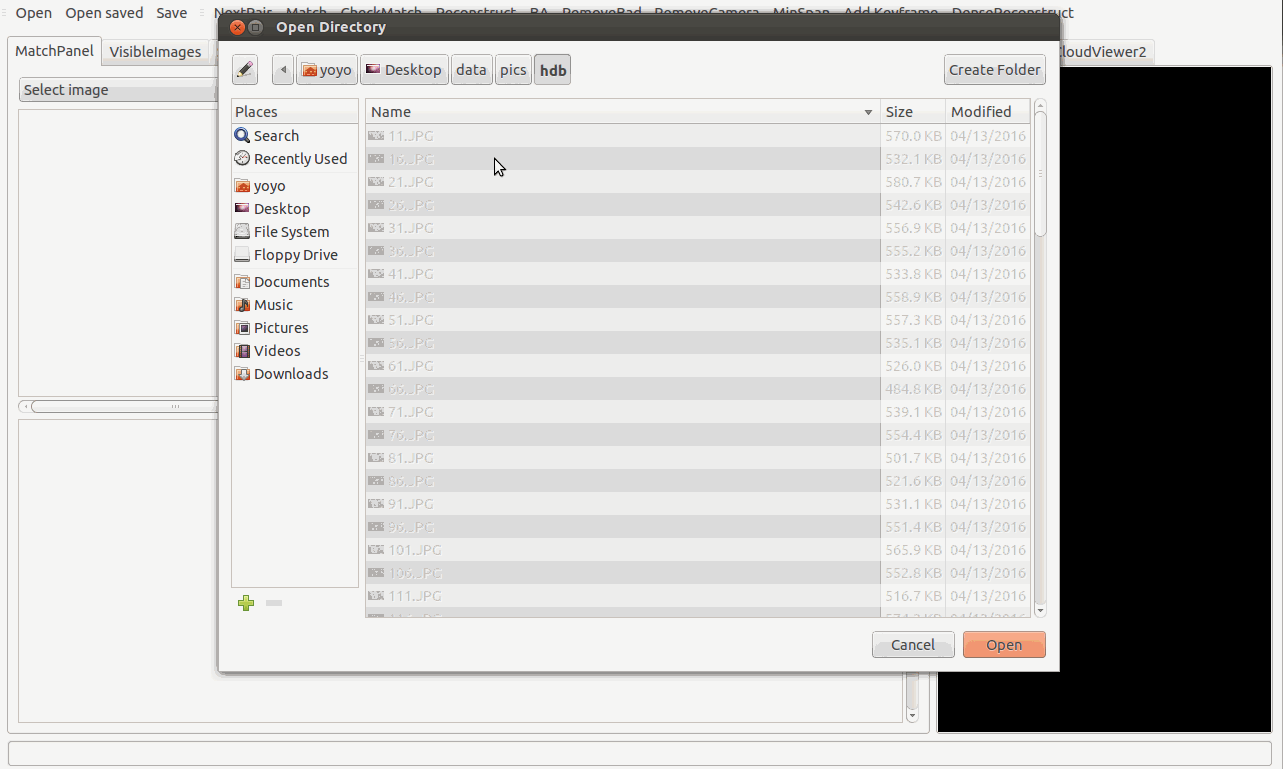 Open Open saved Save NextPair Match CheckMatch Reconstruct BA RemoveBad RemoveCamera MinSpan Add Keyframe DenseReconstruct
Open Directory
MatchPanel VisibleImages CloudViewer2
yoyo Desktop data pics hdb Create Folder
Select image
Places Name Size Modified
Search
Recently Used
yoyo
Desktop
File System
Floppy Drive
Documents
Music
Pictures
Videos
Downloads
11.JPG 570.0 KB 04/13/2016
16.JPG 532.1 KB 04/13/2016
21.JPG 580.7 KB 04/13/2016
26.JPG 542.6 KB 04/13/2016
31.JPG 556.9 KB 04/13/2016
36.JPG 555.2 KB 04/13/2016
41.JPG 533.8 KB 04/13/2016
46.JPG 558.9 KB 04/13/2016
51.JPG 557.3 KB 04/13/2016
56.JPG 535.1 KB 04/13/2016
61.JPG 526.0 KB 04/13/2016
66.JPG 484.8 KB 04/13/2016
71.JPG 539.1 KB 04/13/2016
76.JPG 554.4 KB 04/13/2016
81.JPG 501.7 KB 04/13/2016
86.JPG 521.6 KB 04/13/2016
91.JPG 531.1 KB 04/13/2016
96.JPG 551.4 KB 04/13/2016
101.JPG 565.9 KB 04/13/2016
106.JPG 552.8 KB 04/13/2016
111.JPG 516.7 KB 04/13/2016
Cancel Open